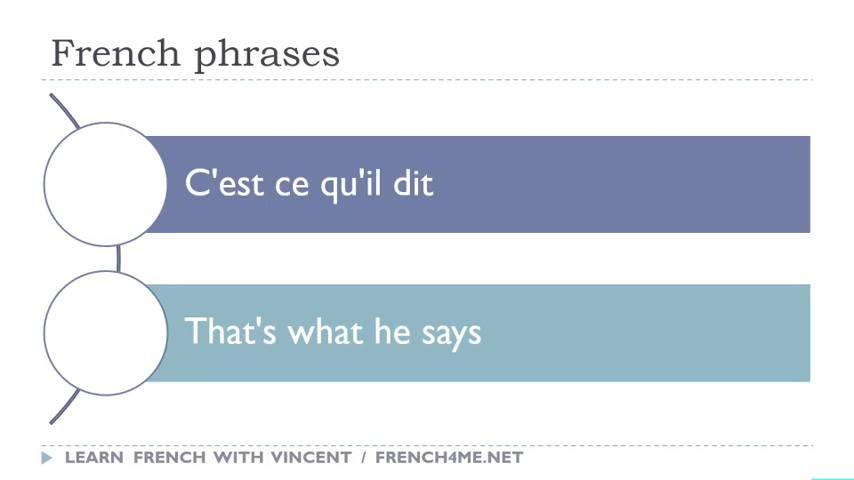 French phrases
C'est ce qu'il dit
That's what he says
LEARN FRENCH WITH VINCENT / FRENCH4ME.NET